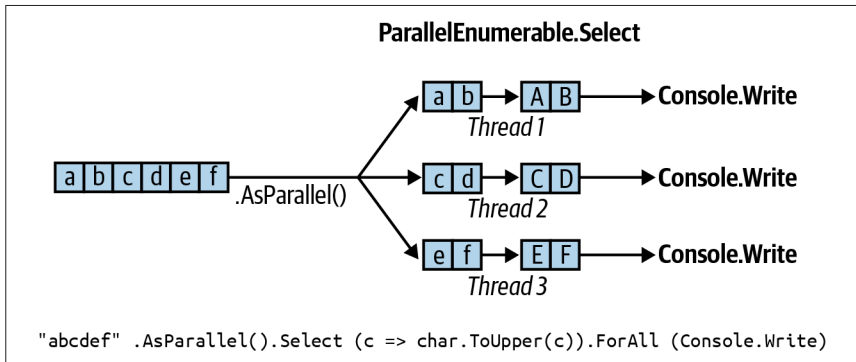 ParallelEnumerable.Select
a b A B Console.Write
Thread 1
a b c d e f .AsParallel() c d C D Console.Write
Thread 2
e f E F Console.Write
Thread 3
"abcdef" .AsParallel().Select (c => char.ToUpper(c)).ForAll (Console.Write)